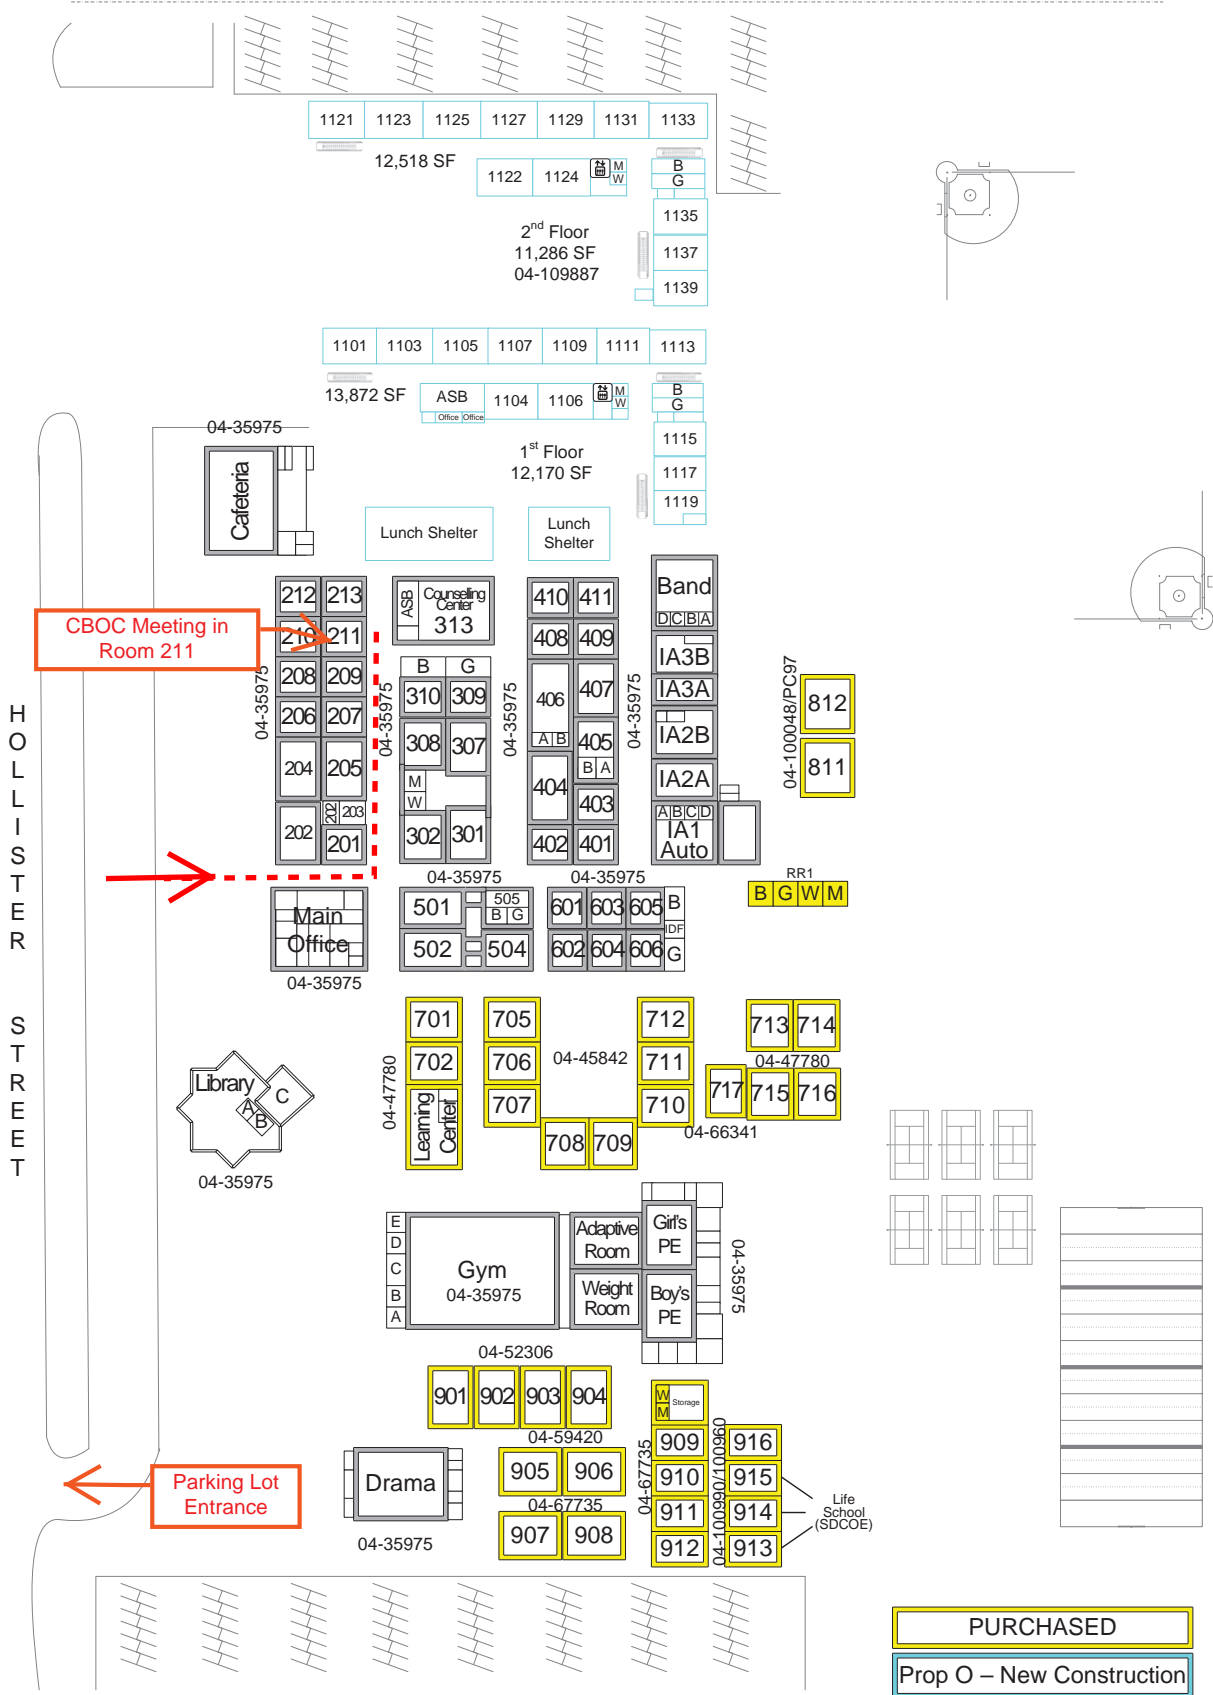 1121 1123 1125 1127 1129 1131 1133
12,518 SF
1122 1124 M
W
B
G
1135
1137
1139
2nd Floor
11,286 SF
04-109887
1101 1103 1105 1107 1109 1111 1113
13,872 SF
ASB 1104 1106 M
W
Office Office
B
G
1115
1117
1119
1st Floor
12,170 SF
04-35975
Cafeteria
Lunch Shelter
Lunch
Shelter
CBOC Meeting in
Room 211
212 213
210 211
208 209
206 207
204 205
202 202 203
201
04-35975
ASB
Counselling
Center
313
B G
310 309
308 307
M
W
302 301
04-35975
04-35975
410 411
408 409
406 407
A B
405
B A
404 403
402 401
04-35975
04-35975
Band
D C B A
IA3B
IA3A
IA2B
IA2A
A B C D
IA1
Auto
04-35975
812
811
04-100048/PC97
RR1
B G W M
HOLLISTER STREET
Main
Office
04-35975
501 505
B G
502 504
601 603 605 B
IDF
602 604 606 G
701
702
Learning
Center
04-47780
705
706
707
708 709
04-45842
712
711
710
713 714
04-47780
717 715 716
04-66341
Library
A
B
C
04-35975
E
D
C
B
A
Gym
04-35975
Adaptive
Room
Weight
Room
Girl's
PE
Boy's
PE
04-35975
04-52306
901 902 903 904
04-59420
905 906
04-67735
907 908
Drama
04-35975
W
M
Storage
909
910
911
912
04-67735
916
915
914
913
04-100990/100960
Life
School
(SDCOE)
Parking Lot
Entrance
PURCHASED
Prop O – New Construction